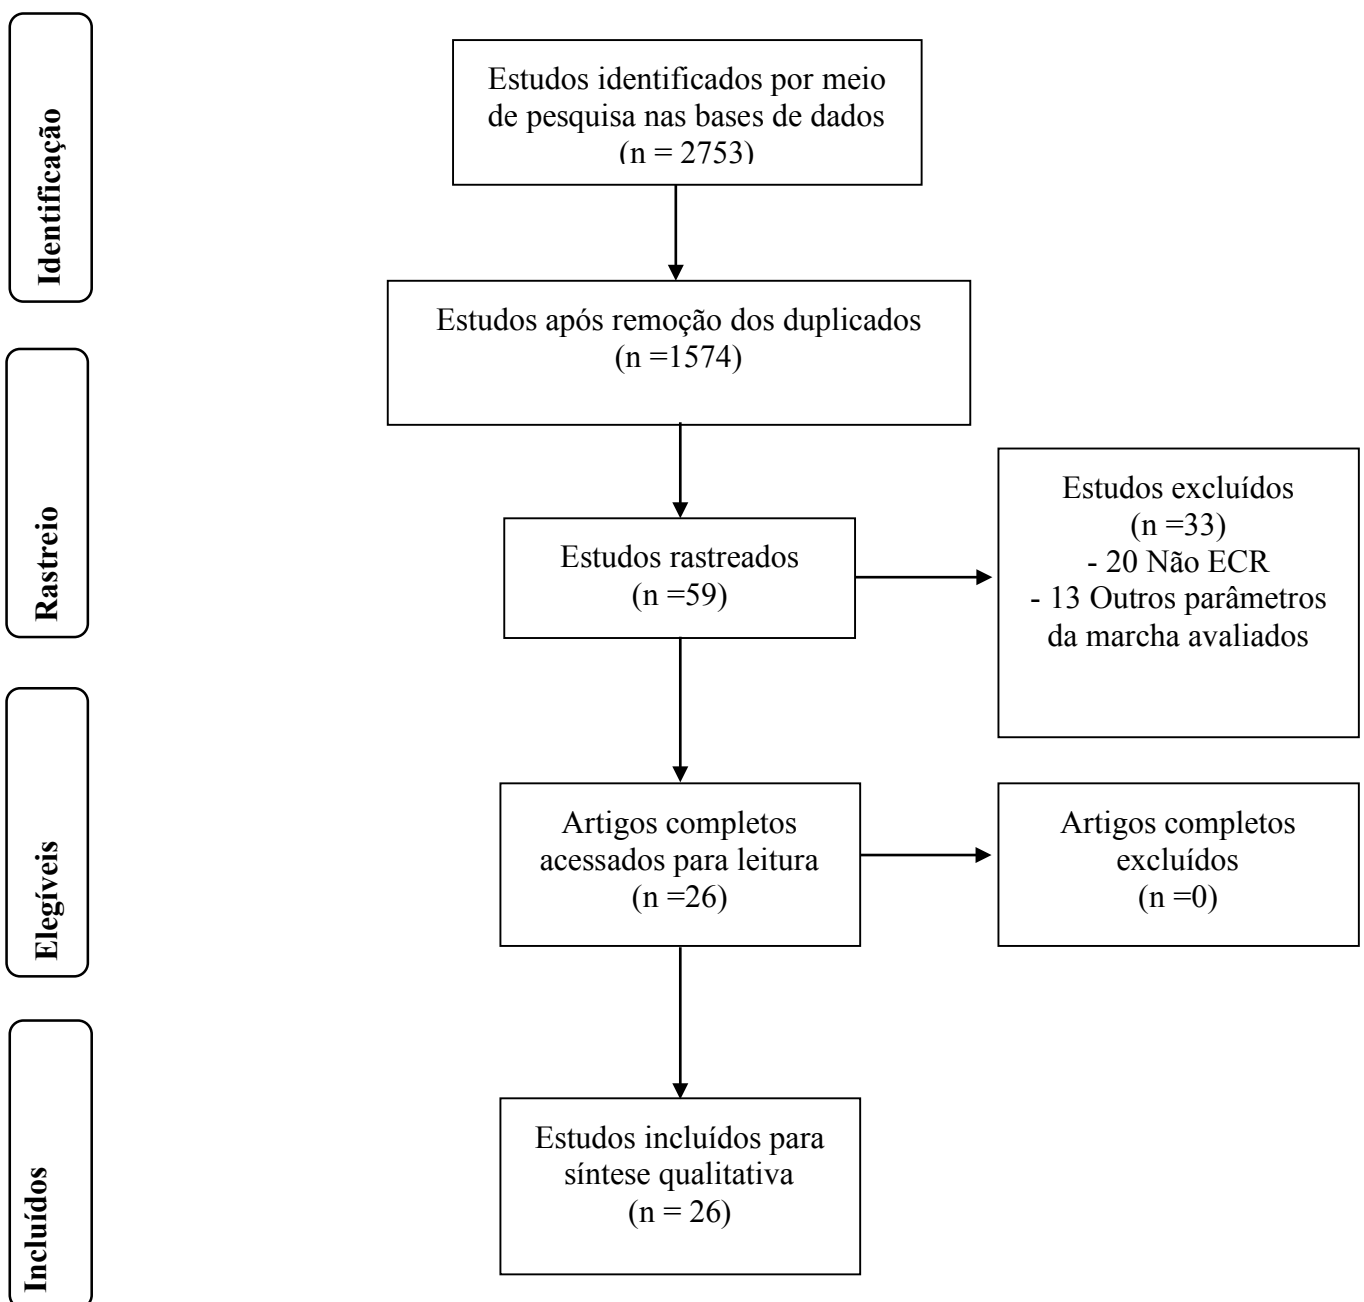 Identificação
Estudos identificados por meio
de pesquisa nas bases de dados
(n = 2753)
Estudos após remoção dos duplicados
(n =1574)
Rastreio
Estudos rastreados
(n =59)
Estudos excluídos
(n =33)
- 20 Não ECR
- 13 Outros parâmetros
da marcha avaliados
Elegíveis
Artigos completos
acessados para leitura
(n =26)
Artigos completos
excluídos
(n =0)
Incluídos
Estudos incluídos para
síntese qualitativa
(n = 26)